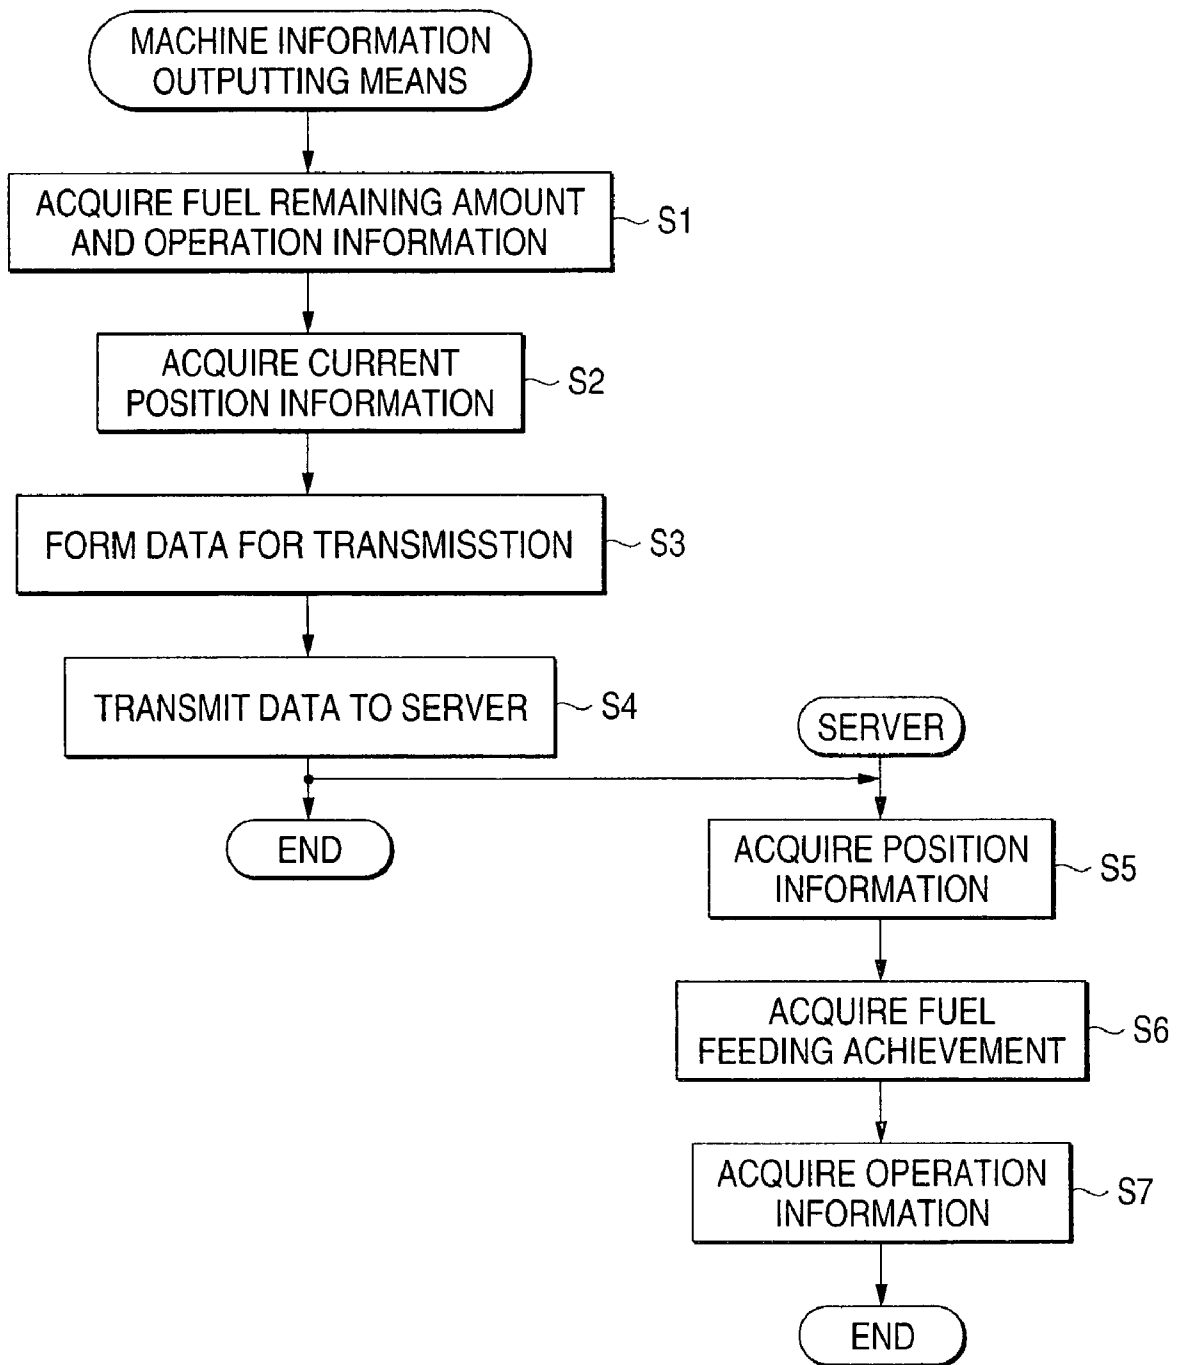 MACHINE INFORMATION
OUTPUTTING MEANS
ACQUIRE FUEL REMAINING AMOUNT
AND OPERATION INFORMATION
S1
ACQUIRE CURRENT
POSITION INFORMATION
S2
FORM DATA FOR TRANSMISSTION
S3
TRANSMIT DATA TO SERVER
S4
END
SERVER
ACQUIRE POSITION
INFORMATION
S5
ACQUIRE FUEL
FEEDING ACHIEVEMENT
S6
ACQUIRE OPERATION
INFORMATION
S7
END